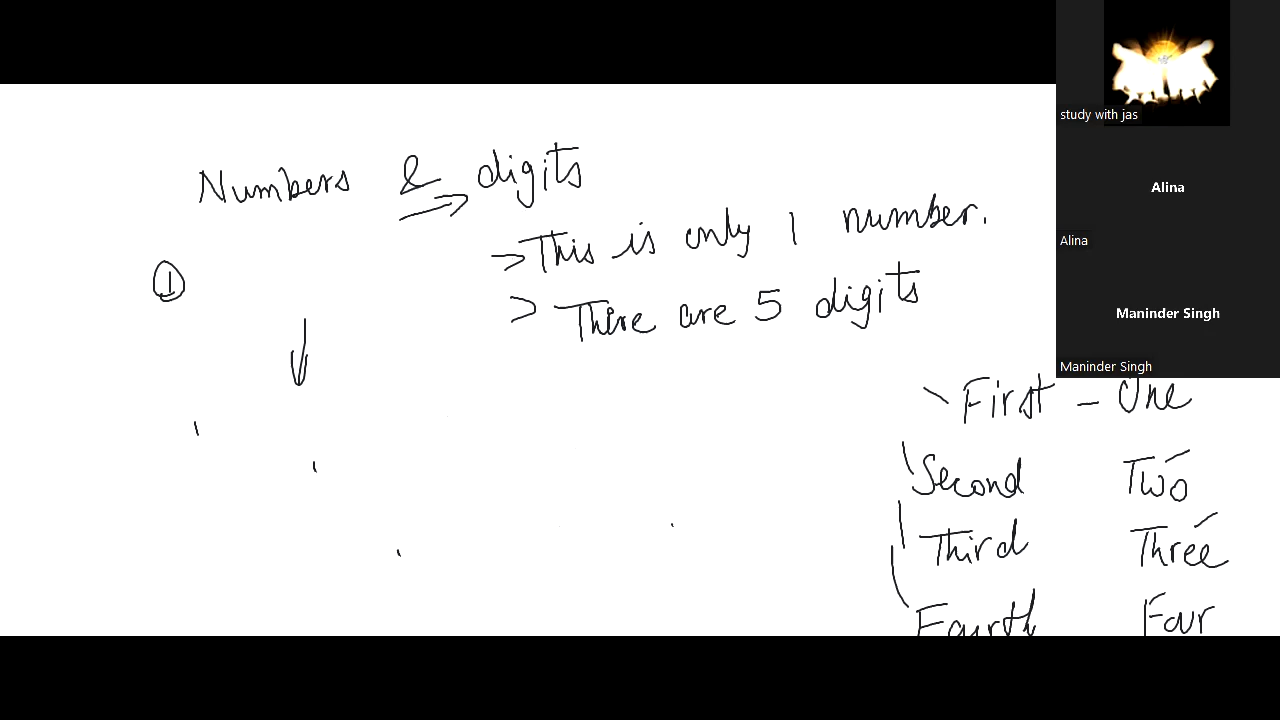 study with jas
Alina
Alina
Maninder Singh
Maninder Singh
Numbers & digits
This is only 1 number.
1
There are 5 digits
First - One
Second Two
Third Three
Fourth Four